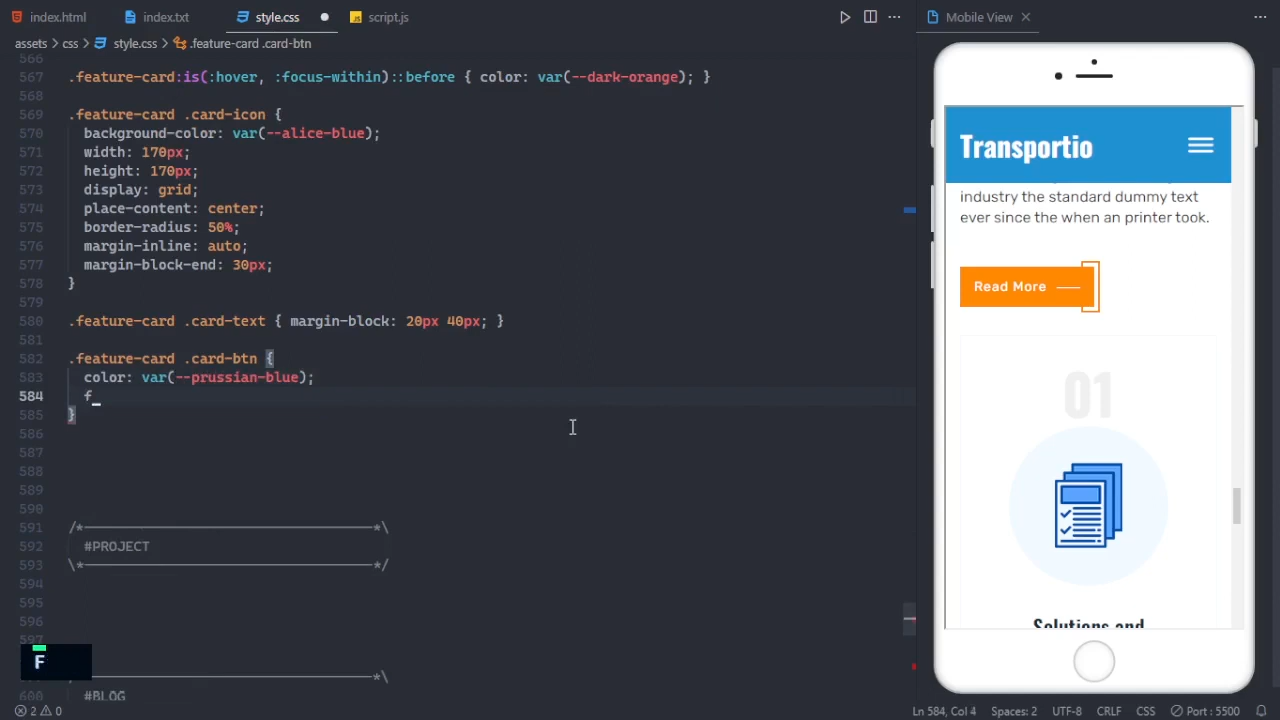 index.html
index.txt
style.css
script.js
Mobile View
assets > css > style.css > .feature-card .card-btn
566
567 .feature-card:is(:hover, :focus-within)::before { color: var(--dark-orange); }
568
569 .feature-card .card-icon {
570 background-color: var(--alice-blue);
571 width: 170px;
572 height: 170px;
573 display: grid;
574 place-content: center;
575 border-radius: 50%;
576 margin-inline: auto;
577 margin-block-end: 30px;
578 }
579
580 .feature-card .card-text { margin-block: 20px 40px; }
581
582 .feature-card .card-btn {
583 color: var(--prussian-blue);
584 f
585 }
586
587
588
589
590
591 /*-----------------------------------*\
592 #PROJECT
593 \*-----------------------------------*/
594
595
596
597
-*\
600 #BLOG
F
Transportio
industry the standard dummy text
ever since the when an printer took.
Read More
01
Solutions and
2 0
Ln 584, Col 4
Spaces: 2
UTF-8
CRLF
CSS
Port : 5500